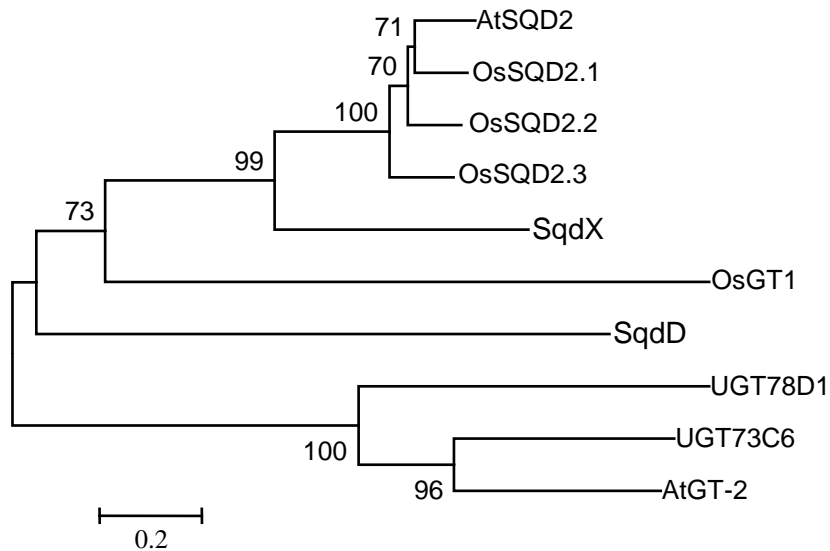 AtSQD2
71
70
OsSQD2.1
100
OsSQD2.2
99
OsSQD2.3
73
SqdX
OsGT1
SqdD
UGT78D1
100
UGT73C6
96
AtGT-2
0.2